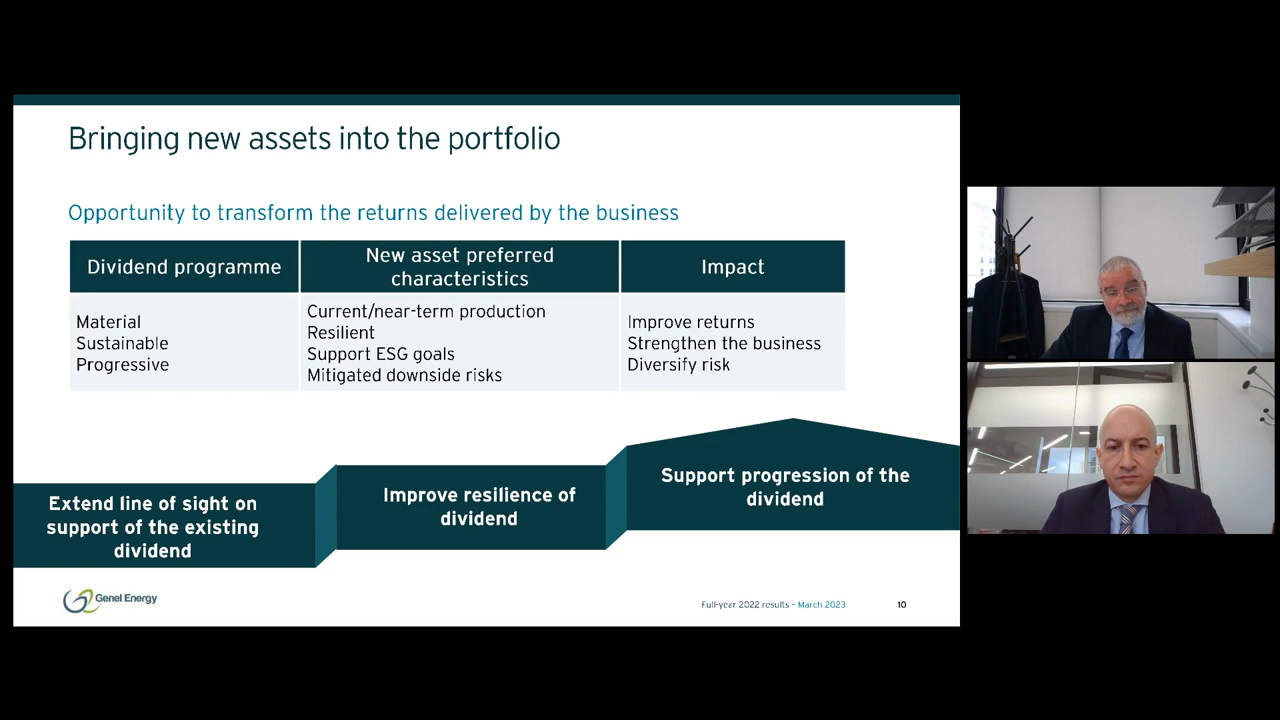 Bringing new assets into the portfolio
Opportunity to transform the returns delivered by the business
Dividend programme
New asset preferred
characteristics
Impact
Material
Sustainable
Progressive
Current/near-term production
Resilient
Support ESG goals
Mitigated downside risks
Improve returns
Strengthen the business
Diversify risk
Extend line of sight on
support of the existing
dividend
Improve resilience of
dividend
Support progression of the
dividend
Genel Energy
Full-year 2022 results – March 2023
10